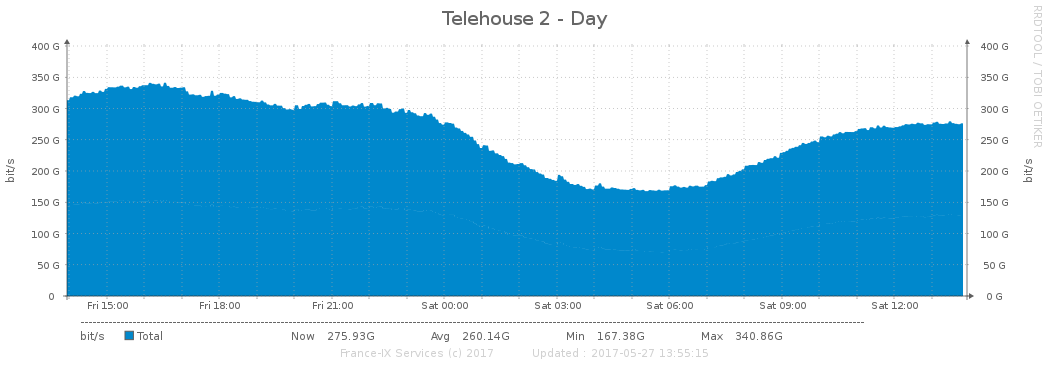 Telehouse 2 - Day
RRDTOOL / TOBI OETIKER
bit/s
400 G 400 G
350 G 350 G
300 G 300 G
250 G 250 G
200 G 200 G
150 G 150 G
100 G 100 G
50 G 50 G
0 0 G
bit/s
Fri 15:00 Fri 18:00 Fri 21:00 Sat 00:00 Sat 03:00 Sat 06:00 Sat 09:00 Sat 12:00
bit/s Total Now 275.93G Avg 260.14G Min 167.38G Max 340.86G
France-IX Services (c) 2017 Updated : 2017-05-27 13:55:15